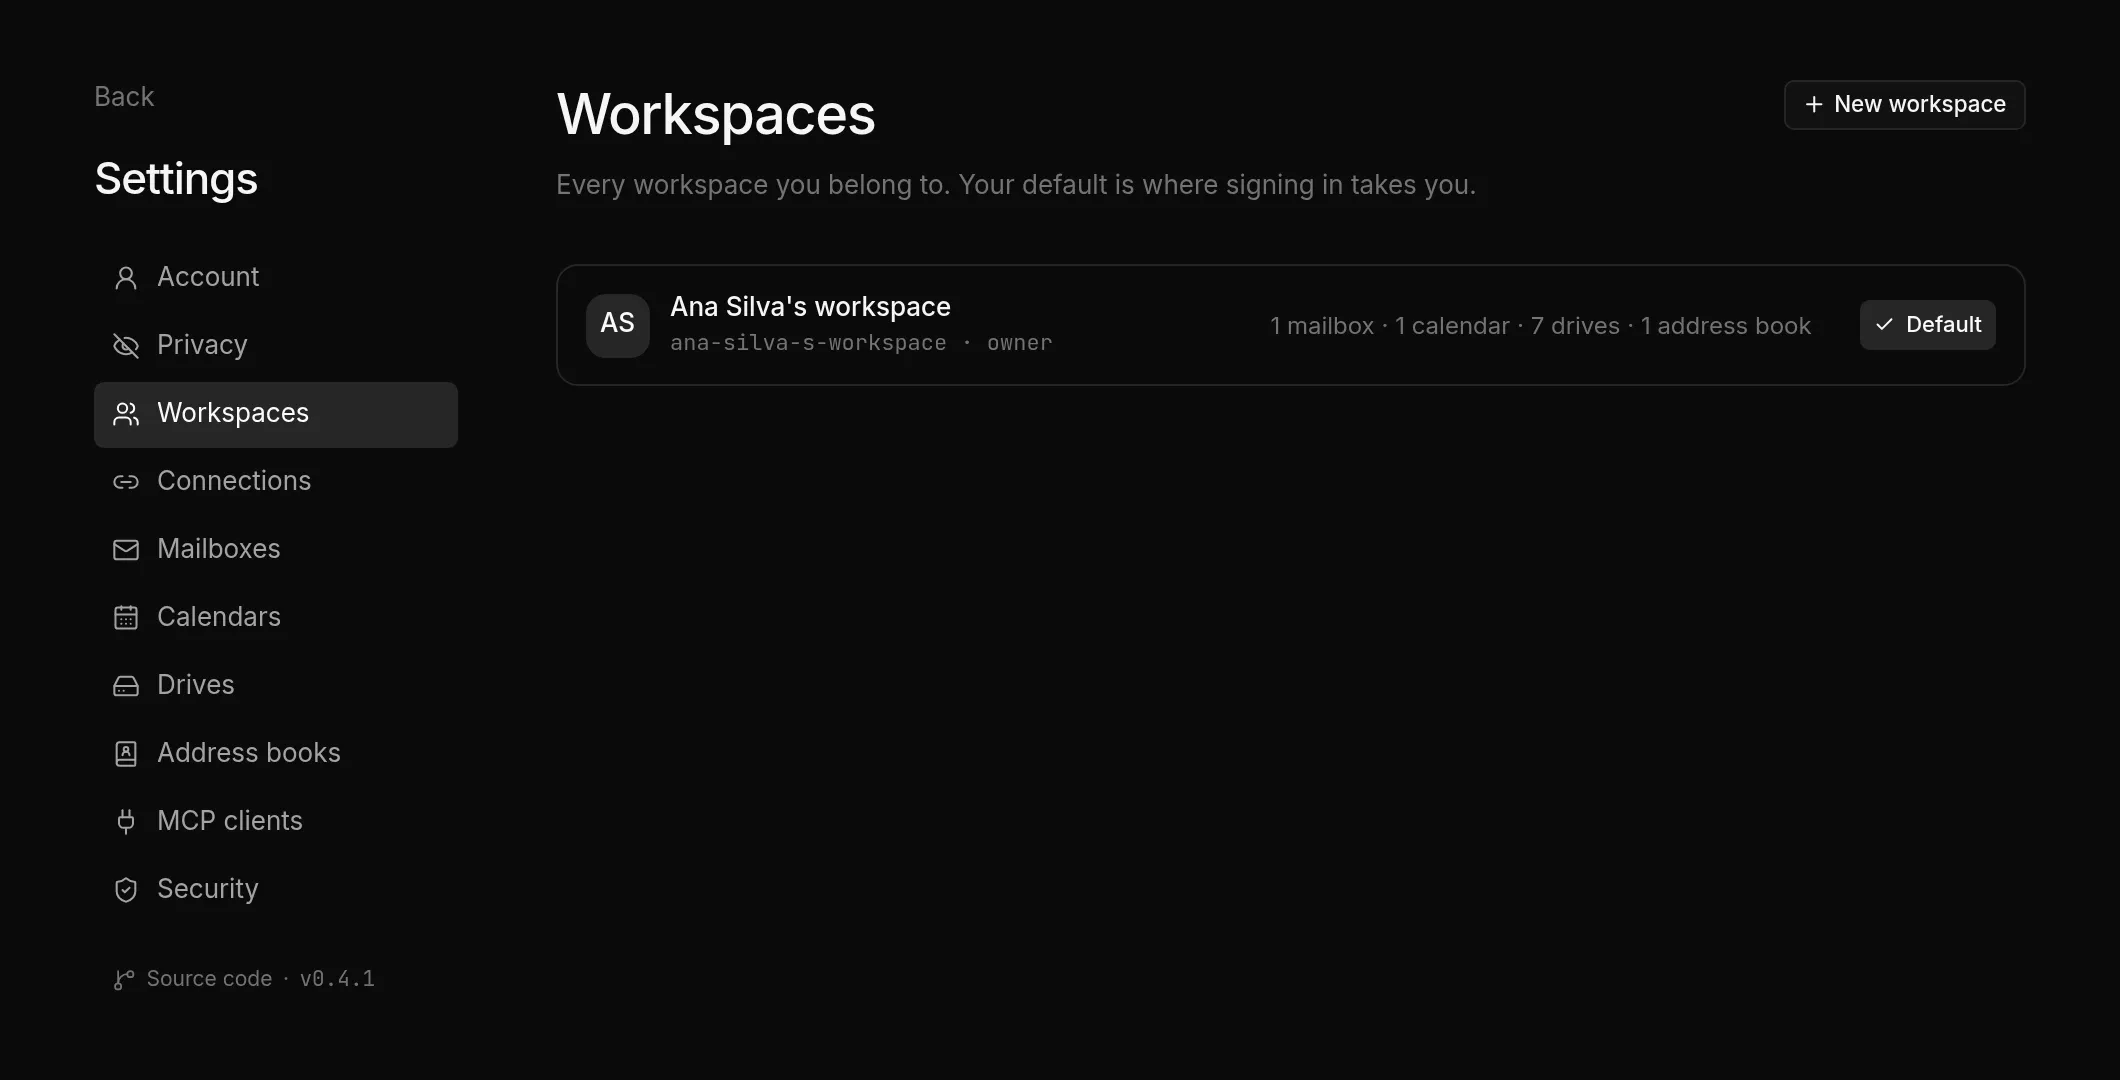 Back
Settings
Account
Privacy
Workspaces
Connections
Mailboxes
Calendars
Drives
Address books
MCP clients
Security
Source code · v0.4.1
Workspaces
New workspace
Every workspace you belong to. Your default is where signing in takes you.
AS
Ana Silva's workspace
ana-silva-s-workspace · owner
1 mailbox · 1 calendar · 7 drives · 1 address book
Default